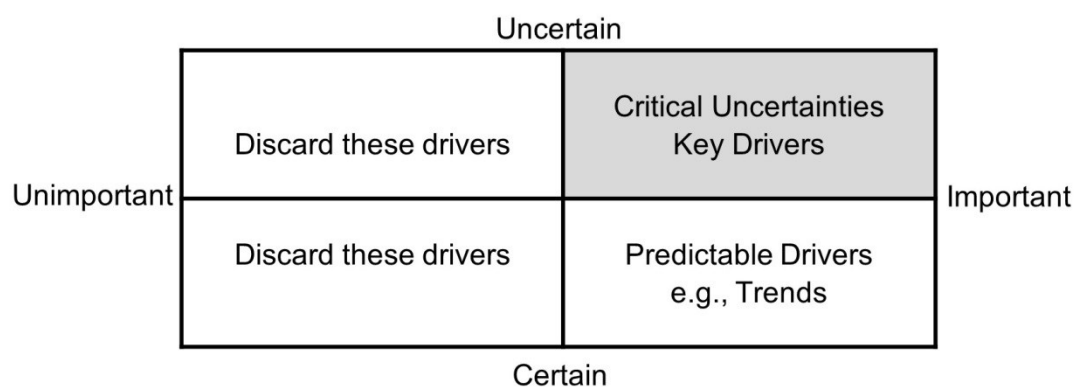 Uncertain
Discard these drivers
Critical Uncertainties
Key Drivers
Unimportant
Important
Discard these drivers
Predictable Drivers
e.g., Trends
Certain